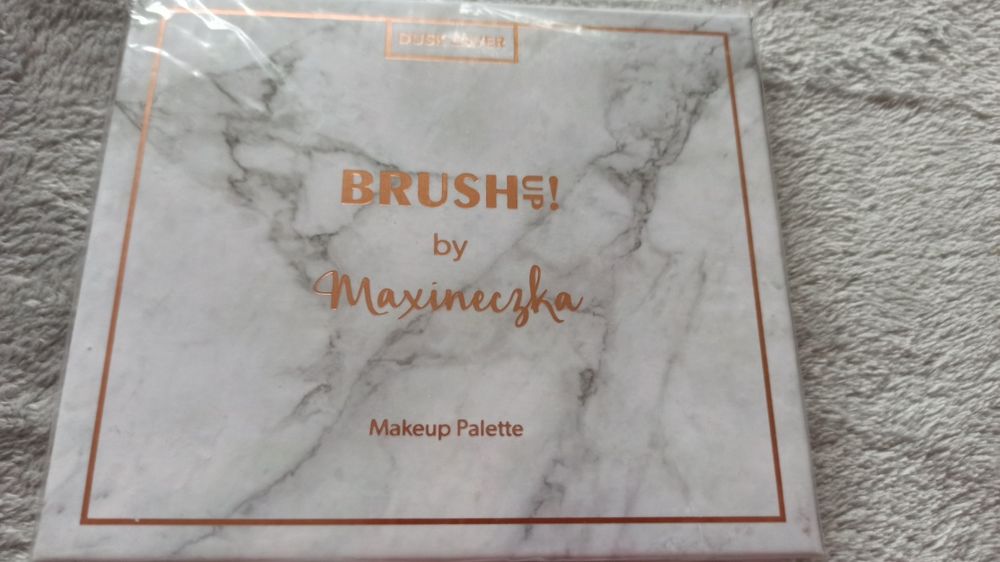 DUSK LOVER
BRUSH UP!
by
Maxineczka
Makeup Palette